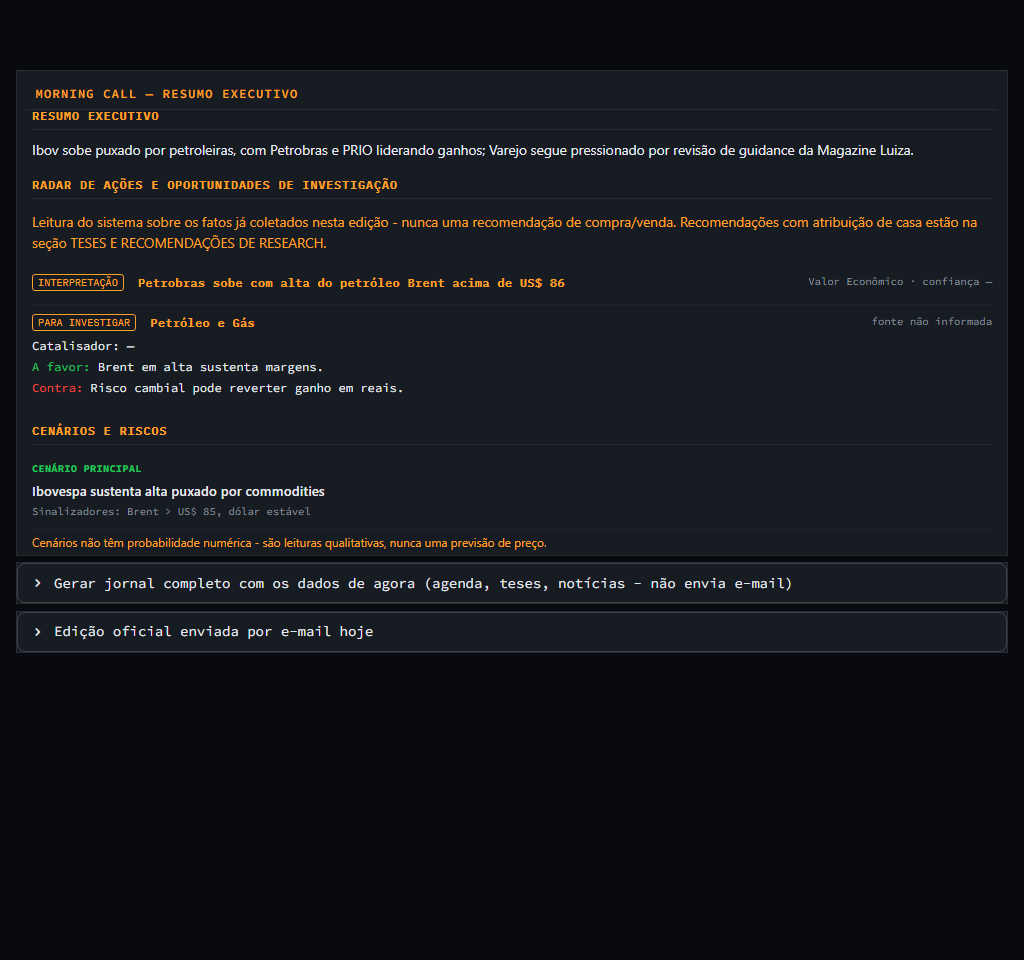 MORNING CALL — RESUMO EXECUTIVO
RESUMO EXECUTIVO
Ibov sobe puxado por petroleiras, com Petrobras e PRIO liderando ganhos; Varejo segue pressionado por revisão de guidance da Magazine Luiza.
RADAR DE AÇÕES E OPORTUNIDADES DE INVESTIGAÇÃO
Leitura do sistema sobre os fatos já coletados nesta edição - nunca uma recomendação de compra/venda. Recomendações com atribuição de casa estão na
seção TESES E RECOMENDAÇÕES DE RESEARCH.
INTERPRETAÇÃO Petrobras sobe com alta do petróleo Brent acima de US$ 86 Valor Econômico · confiança —
PARA INVESTIGAR Petróleo e Gás fonte não informada
Catalisador: —
A favor: Brent em alta sustenta margens.
Contra: Risco cambial pode reverter ganho em reais.
CENÁRIOS E RISCOS
CENÁRIO PRINCIPAL
Ibovespa sustenta alta puxado por commodities
Sinalizadores: Brent > US$ 85, dólar estável
Cenários não têm probabilidade numérica - são leituras qualitativas, nunca uma previsão de preço.
Gerar jornal completo com os dados de agora (agenda, teses, notícias - não envia e-mail)
Edição oficial enviada por e-mail hoje